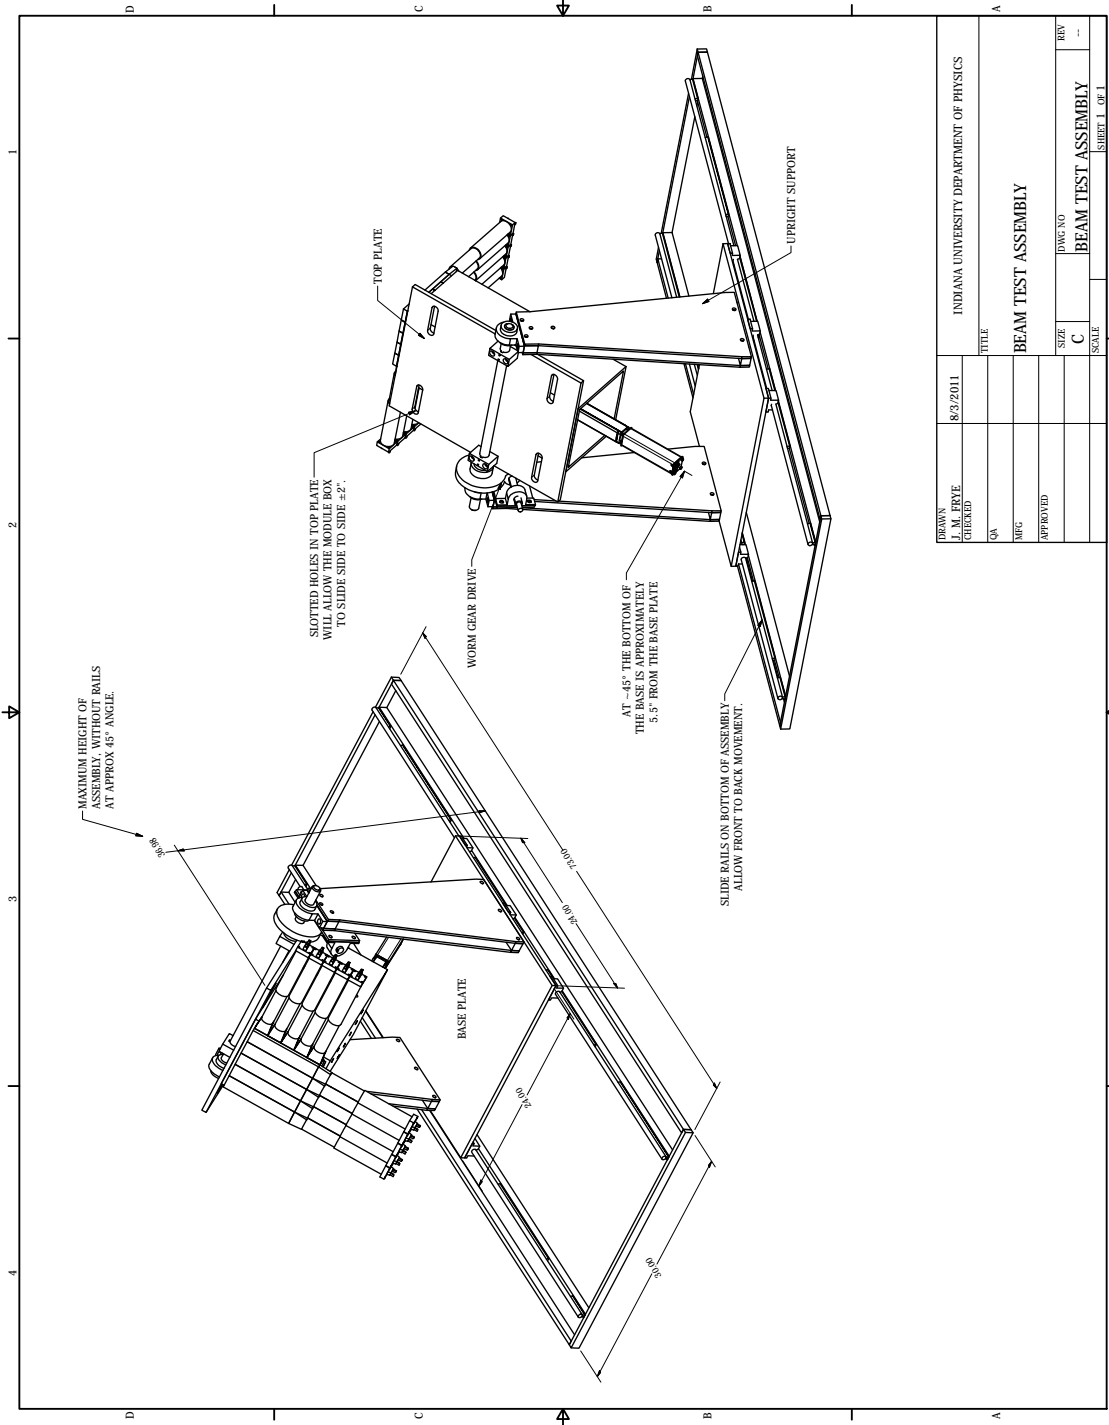 4
3
2
1
D
C
B
A
D
C
B
A
MAXIMUM HEIGHT OF
ASSEMBLY, WITHOUT RAILS
AT APPROX 45° ANGLE.
36.98
73.00
24.00
24.00
30.00
BASE PLATE
SLOTTED HOLES IN TOP PLATE
WILL ALLOW THE MODULE BOX
TO SLIDE SIDE TO SIDE ±2".
TOP PLATE
WORM GEAR DRIVE
UPRIGHT SUPPORT
AT ~45° THE BOTTOM OF
THE BASE IS APPROXIMATELY
5.5" FROM THE BASE PLATE
SLIDE RAILS ON BOTTOM OF ASSEMBLY
ALLOW FRONT TO BACK MOVEMENT.
DRAWN
J. M. FRYE
8/3/2011
CHECKED
QA
MFG
APPROVED
INDIANA UNIVERSITY DEPARTMENT OF PHYSICS
TITLE
BEAM TEST ASSEMBLY
SIZE
C
DWG NO
BEAM TEST ASSEMBLY
REV
--
SCALE
SHEET 1 OF 1